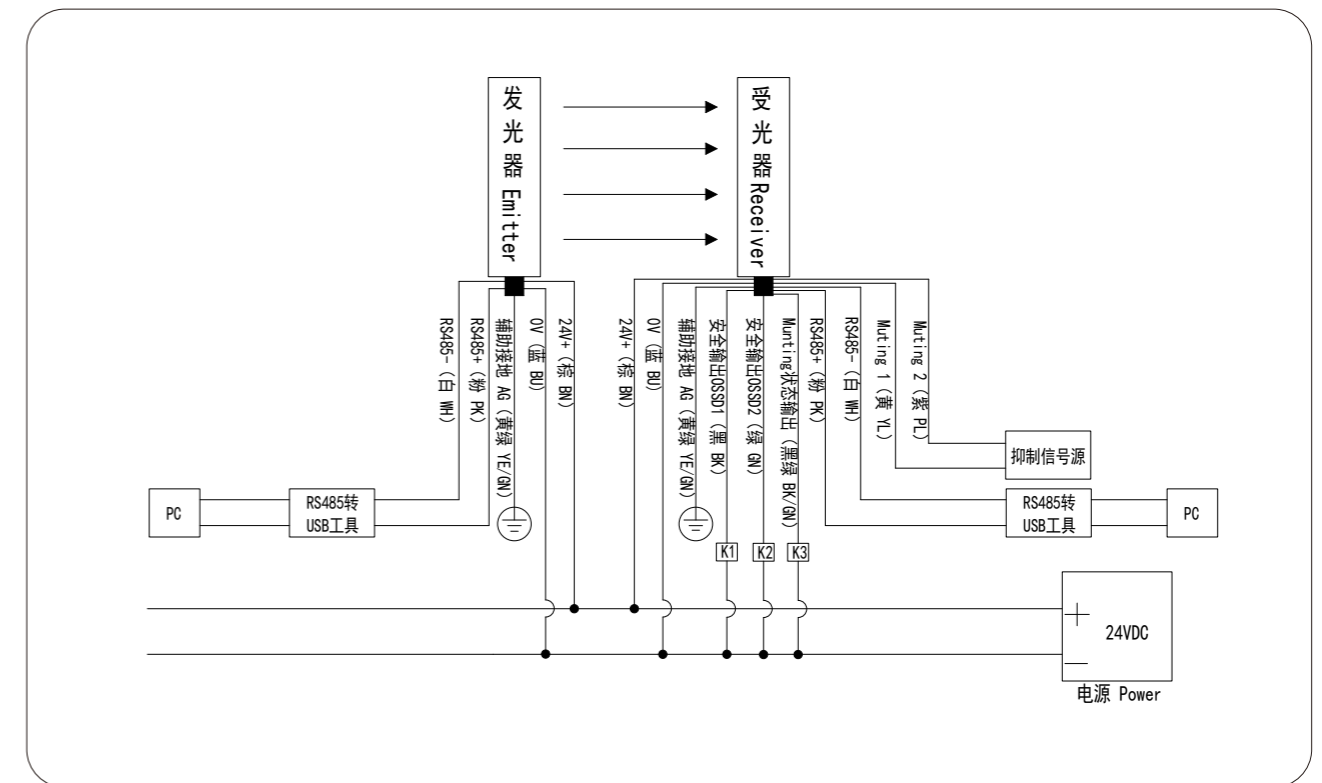 发光器 Emitter
受光器 Receiver
RS485-（白 WH）
RS485+（粉 PK）
辅助接地 AG（黄绿 YE/GN）
0V（蓝 BU）
24V+（棕 BN）
24V+（棕 BN）
0V（蓝 BU）
辅助接地 AG（黄绿 YE/GN）
安全输出OSSD1（黑 BK）
安全输出OSSD2（绿 GN）
Munting状态输出（黑绿 BK/GN）
RS485+（粉 PK）
RS485-（白 WH）
Muting 1（黄 YL）
Muting 2（紫 PL）
抑制信号源
PC
RS485转
USB工具
RS485转
USB工具
PC
K1
K2
K3
+
24VDC
—
电源 Power